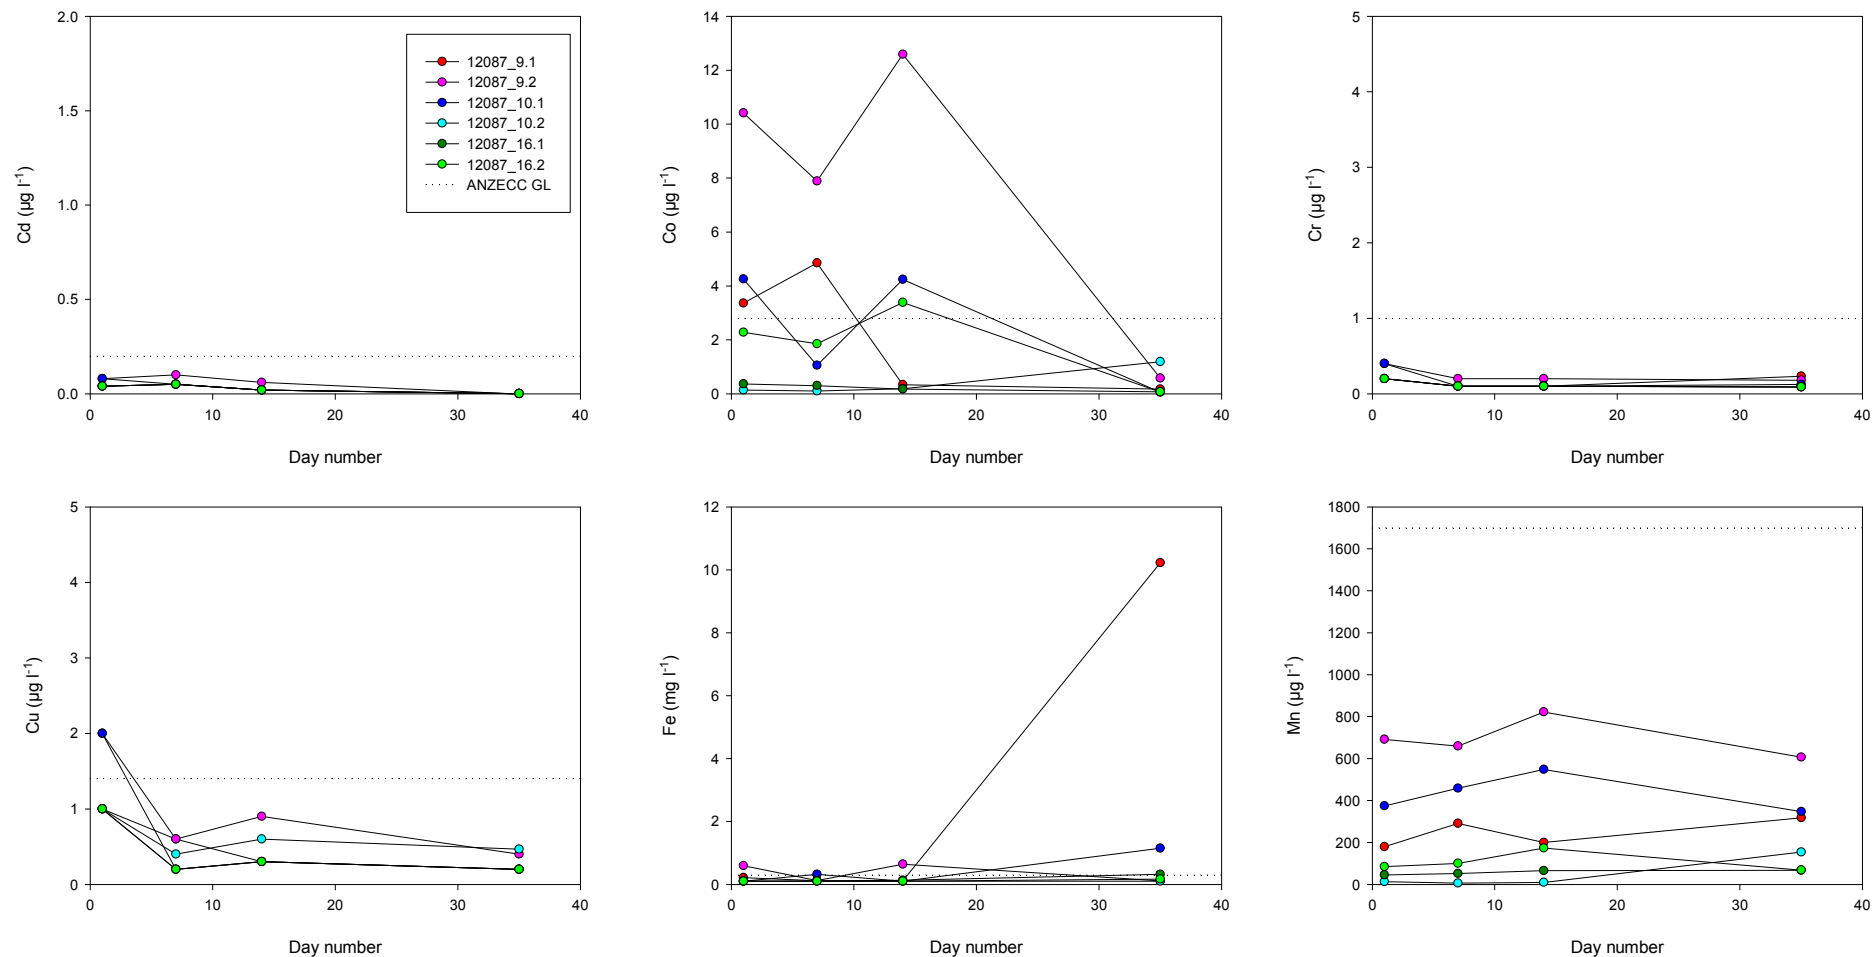 2.0
1.5
1.0
0.5
0.0
0 10 20 30 40
Cd (µg l⁻¹)
Day number
12087_9.1
12087_9.2
12087_10.1
12087_10.2
12087_16.1
12087_16.2
ANZECC GL
14
12
10
8
6
4
2
0
0 10 20 30 40
Co (µg l⁻¹)
Day number
5
4
3
2
1
0
0 10 20 30 40
Cr (µg l⁻¹)
Day number
5
4
3
2
1
0
0 10 20 30 40
Cu (µg l⁻¹)
Day number
12
10
8
6
4
2
0
0 10 20 30 40
Fe (mg l⁻¹)
Day number
1800
1600
1400
1200
1000
800
600
400
200
0
0 10 20 30 40
Mn (µg l⁻¹)
Day number